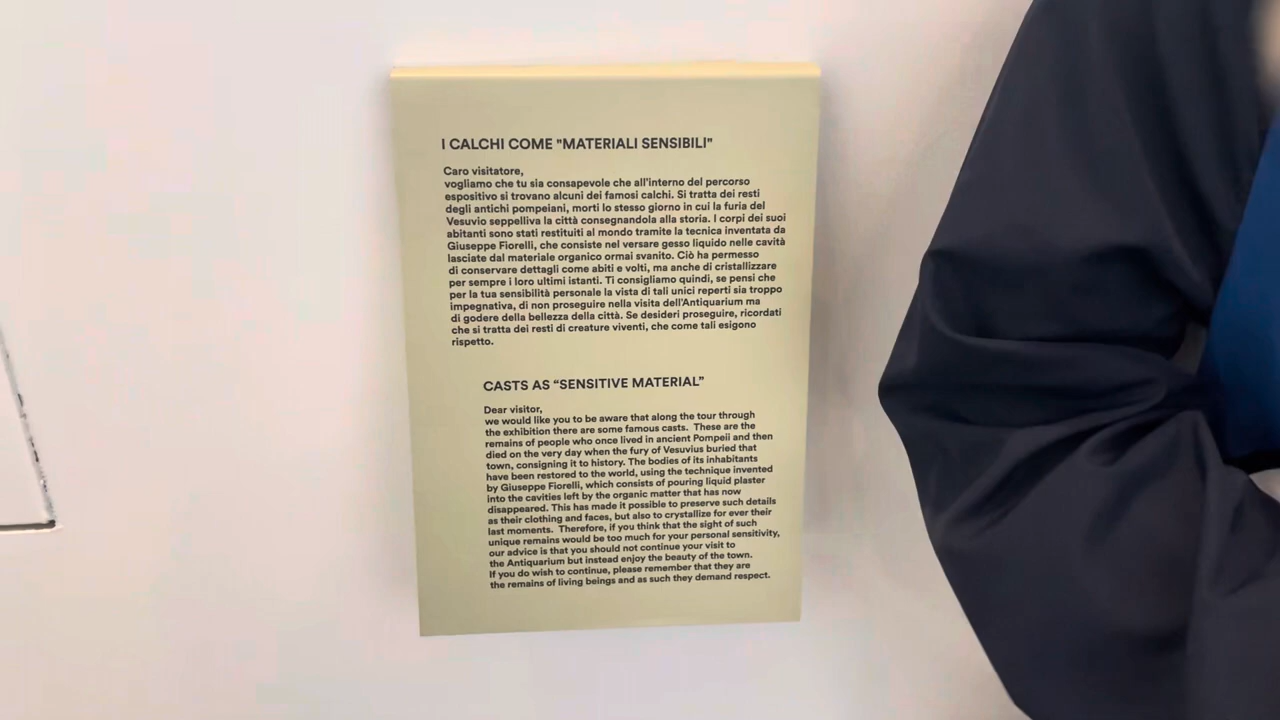 I CALCHI COME "MATERIALI SENSIBILI"
Caro visitatore,
vogliamo che tu sia consapevole che all'interno del percorso
espositivo si trovano alcuni dei famosi calchi. Si tratta dei resti
degli antichi pompeiani, morti lo stesso giorno in cui la furia del
Vesuvio seppelliva la città consegnandola alla storia. I corpi dei suoi
abitanti sono stati restituiti al mondo tramite la tecnica inventata da
Giuseppe Fiorelli, che consiste nel versare gesso liquido nelle cavità
lasciate dal materiale organico ormai svanito. Ciò ha permesso
di conservare dettagli come abiti e volti, ma anche di cristallizzare
per sempre i loro ultimi istanti. Ti consigliamo quindi, se pensi che
per la tua sensibilità personale la vista di tali unici reperti sia troppo
impegnativa, di non proseguire nella visita dell'Antiquarium ma
di godere della bellezza della città. Se desideri proseguire, ricordati
che si tratta dei resti di creature viventi, che come tali esigono
rispetto.
CASTS AS “SENSITIVE MATERIAL”
Dear visitor,
we would like you to be aware that along the tour through
the exhibition there are some famous casts. These are the
remains of people who once lived in ancient Pompeii and then
died on the very day when the fury of Vesuvius buried that
town, consigning it to history. The bodies of its inhabitants
have been restored to the world, using the technique invented
by Giuseppe Fiorelli, which consists of pouring liquid plaster
into the cavities left by the organic matter that has now
disappeared. This has made it possible to preserve such details
as their clothing and faces, but also to crystallize for ever their
last moments. Therefore, if you think that the sight of such
unique remains would be too much for your personal sensitivity,
our advice is that you should not continue your visit to
the Antiquarium but instead enjoy the beauty of the town.
If you do wish to continue, please remember that they are
the remains of living beings and as such they demand respect.